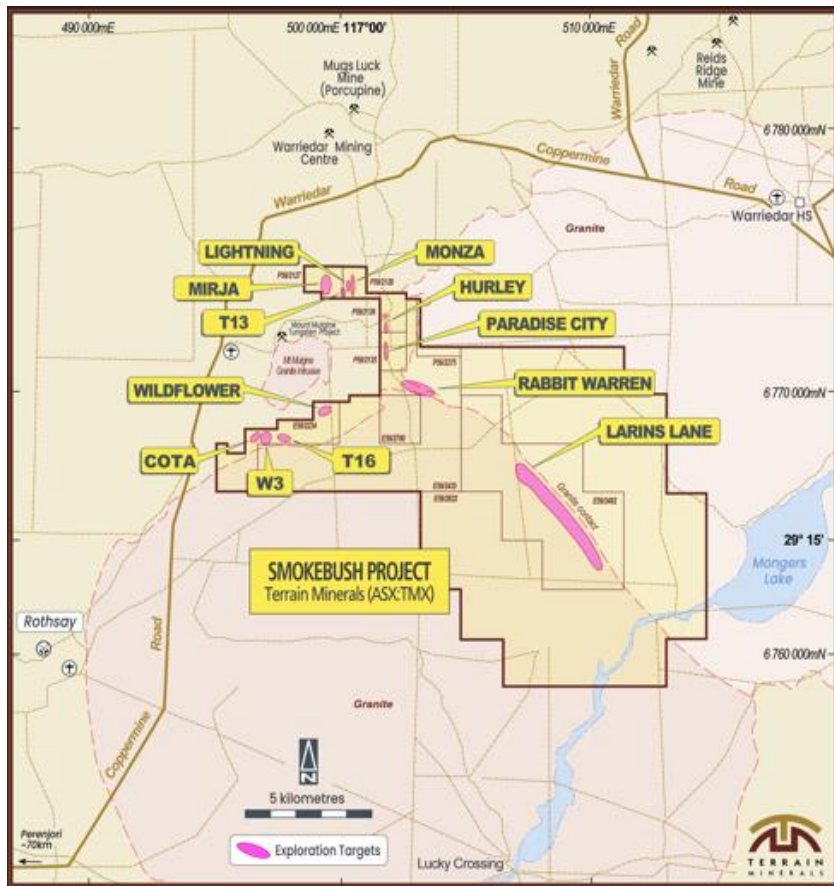 490 000mE
500 000mE
117°00'
510 000mE
Road
Warriedar
Reids
Ridge
Mine
Mugs Luck
Mine
(Porcupine)
Warriedar Mining
Centre
6 780 000mN
Coppermine
Road
Warriedar
Warriedar HS
Granite
LIGHTNING
MONZA
MIRJA
HURLEY
T13
Mount Mulgine
Tungsten Project
PARADISE CITY
Mt Mulgine
Granite Intrusive
RABBIT WARREN
6 770 000mN
WILDFLOWER
LARINS LANE
COTA
T16
W3
Granite contact
29° 15'
SMOKEBUSH PROJECT
Terrain Minerals (ASX:TMX)
Mongers
Lake
Rothsay
Road
6 760 000mN
Granite
Coppermine
N
5 kilometres
Perenjori
~70km
Exploration Targets
Lucky Crossing
TERRAIN
MINERALS